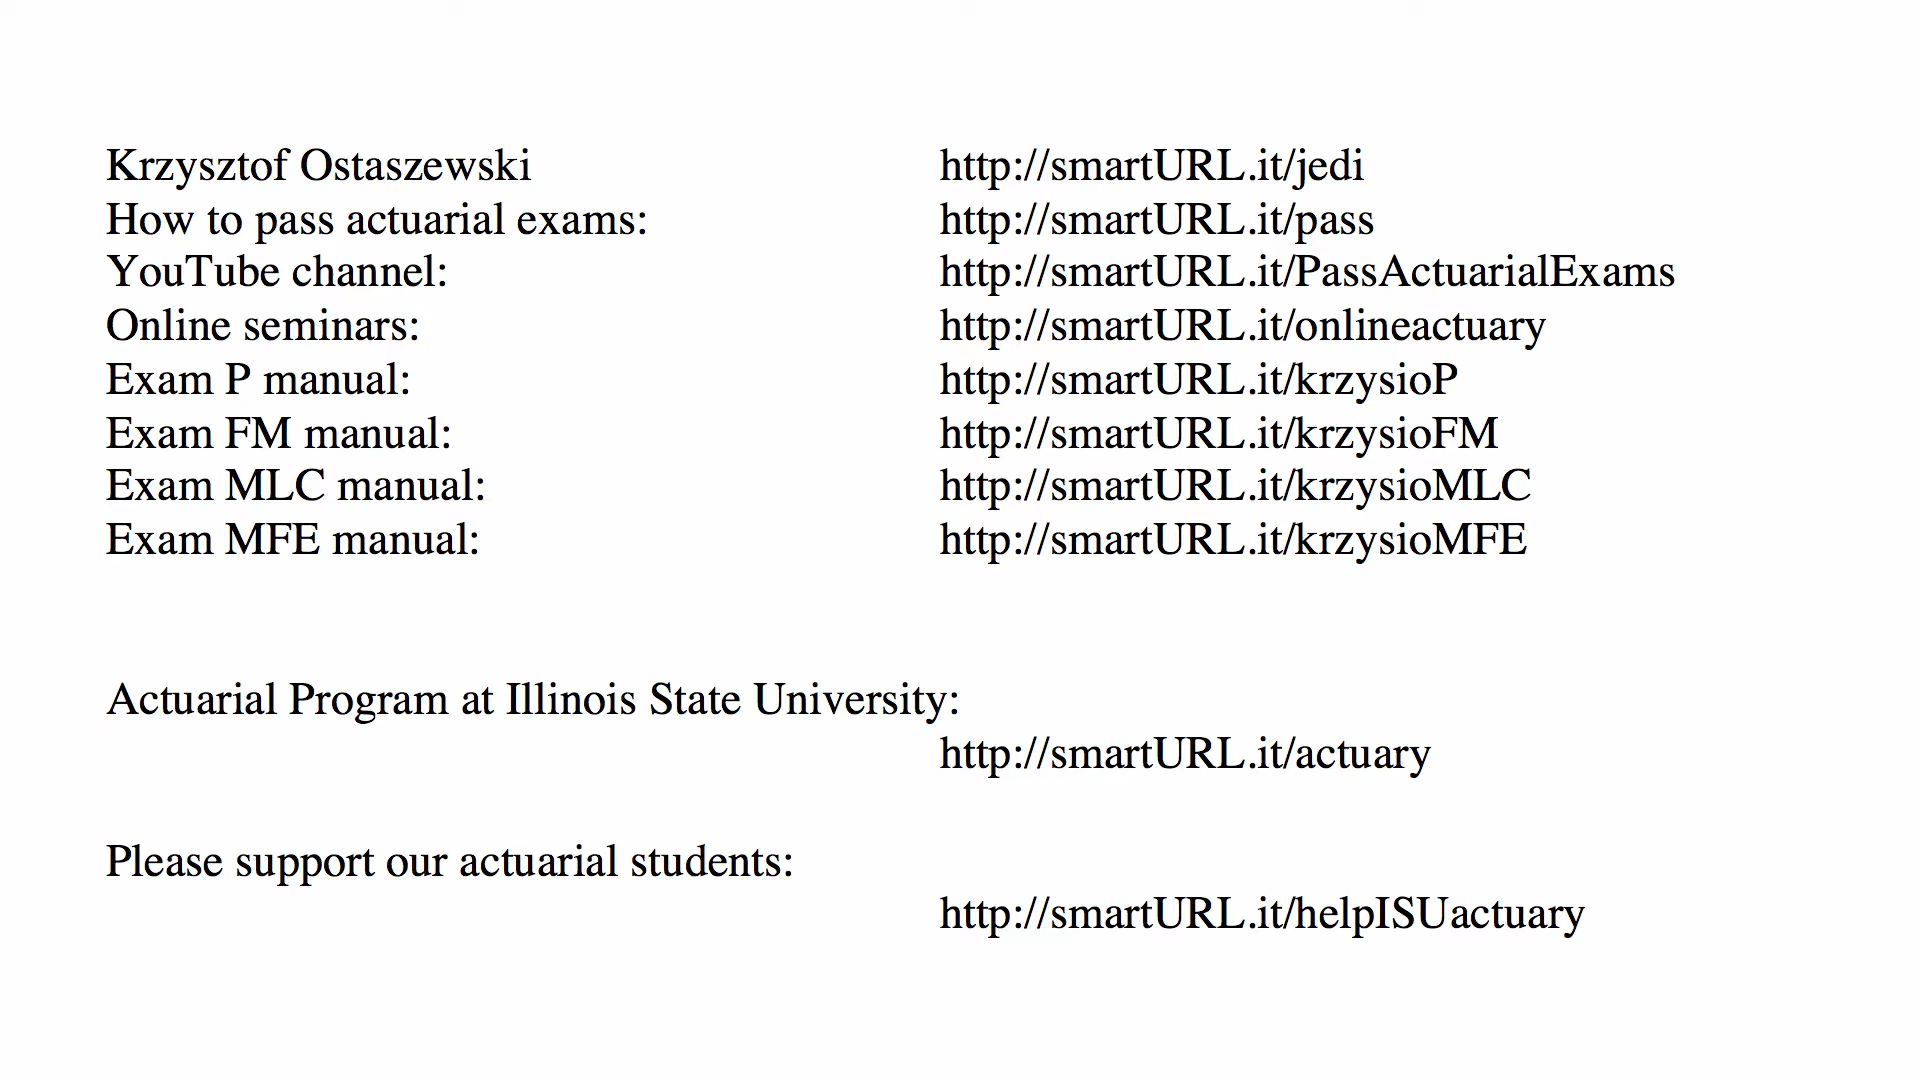 Krzysztof Ostaszewski http://smartURL.it/jedi
How to pass actuarial exams: http://smartURL.it/pass
YouTube channel: http://smartURL.it/PassActuarialExams
Online seminars: http://smartURL.it/onlineactuary
Exam P manual: http://smartURL.it/krzysioP
Exam FM manual: http://smartURL.it/krzysioFM
Exam MLC manual: http://smartURL.it/krzysioMLC
Exam MFE manual: http://smartURL.it/krzysioMFE
Actuarial Program at Illinois State University:
http://smartURL.it/actuary
Please support our actuarial students:
http://smartURL.it/helpISUactuary